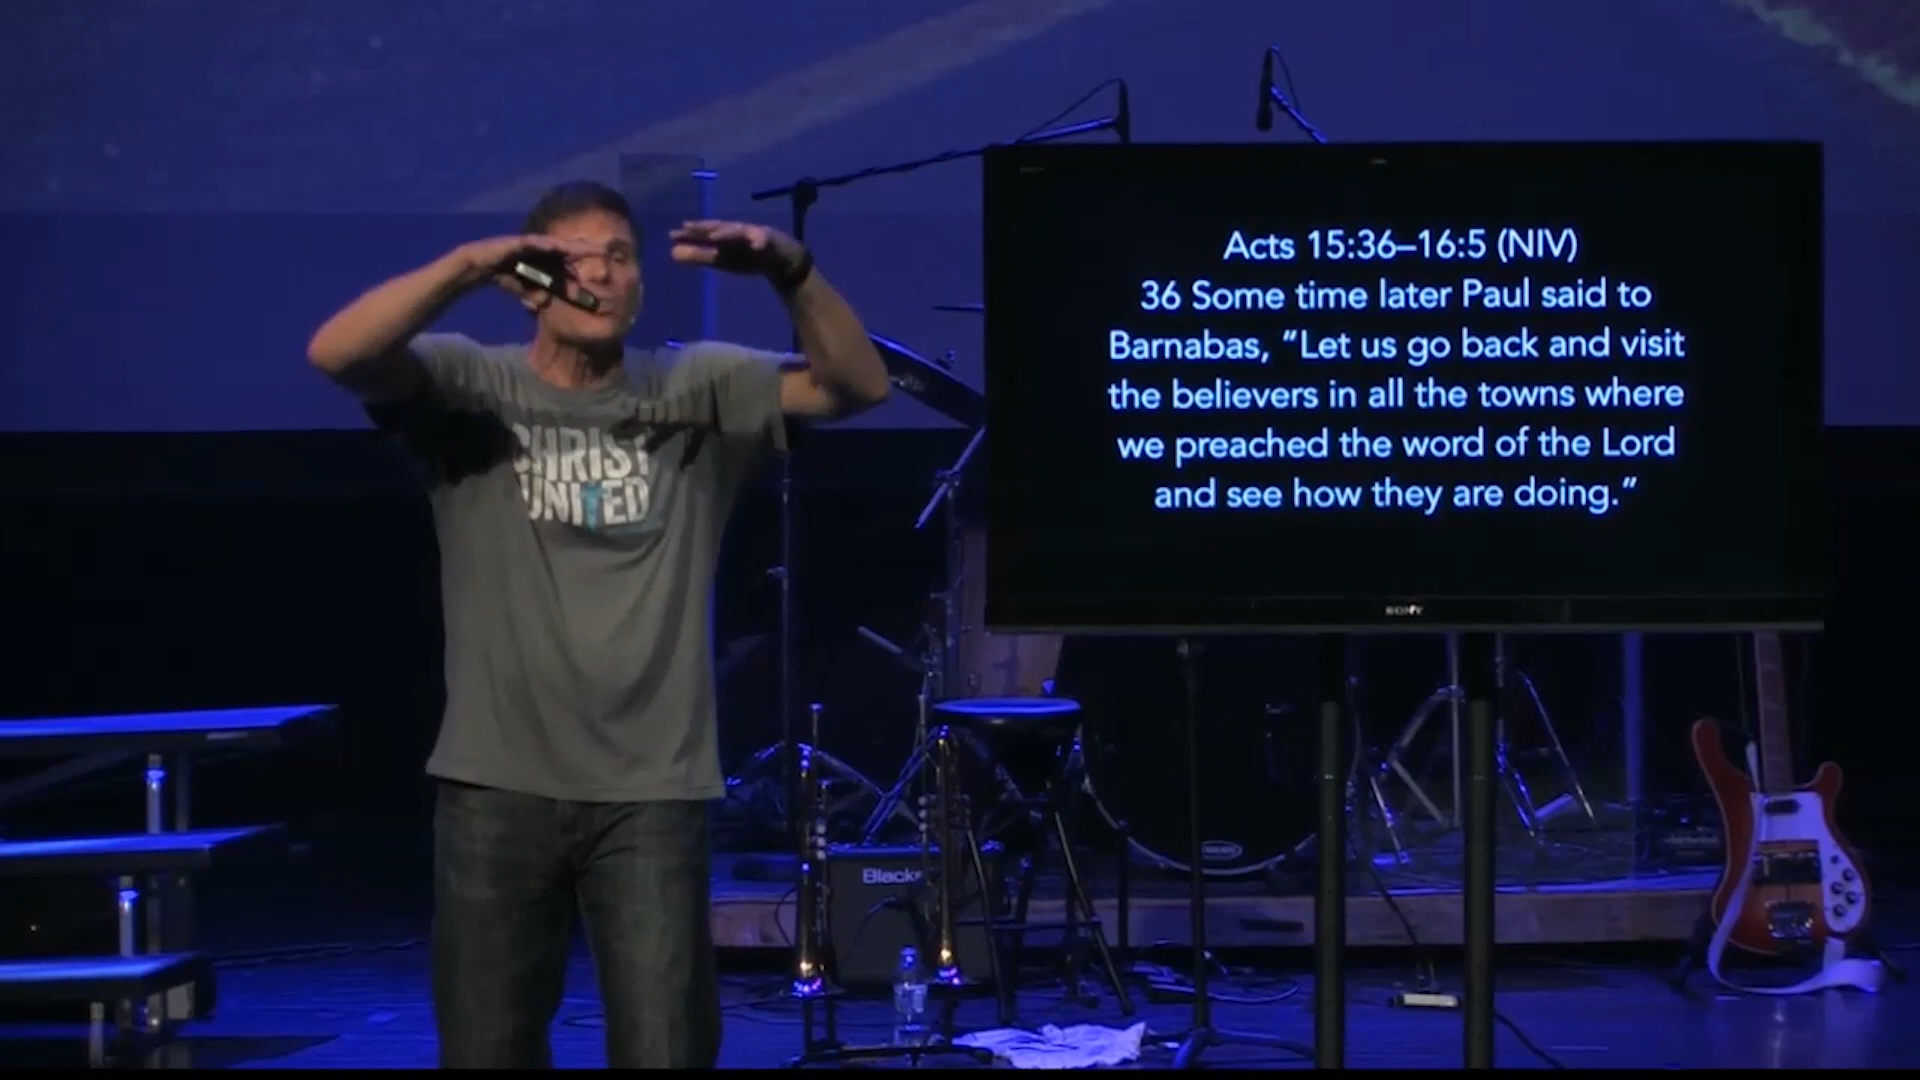 Acts 15:36–16:5 (NIV)
36 Some time later Paul said to
Barnabas, “Let us go back and visit
the believers in all the towns where
we preached the word of the Lord
and see how they are doing.”
SONY
CHRIST
UNITED